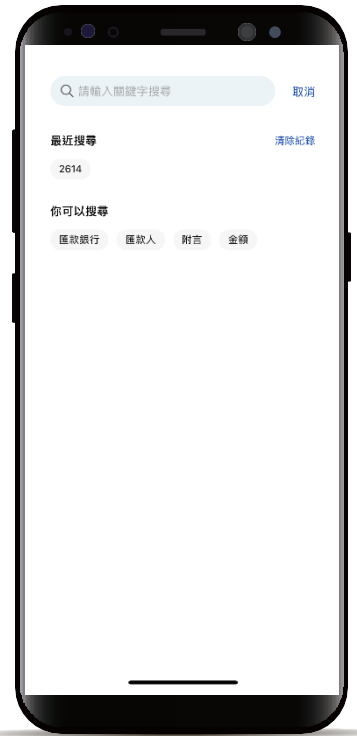 請輸入關鍵字搜尋
取消
最近搜尋
清除記錄
2614
你可以搜尋
匯款銀行
匯款人
附言
金額